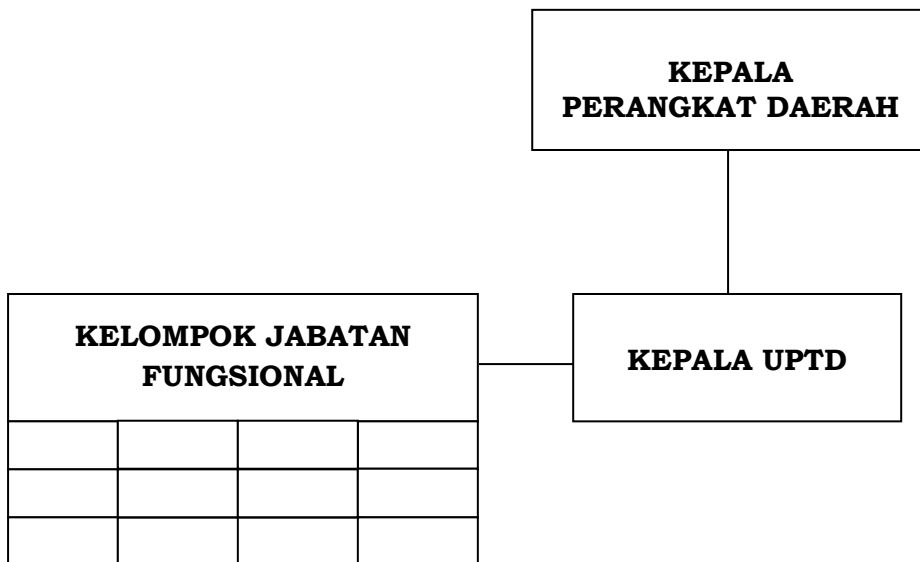 KEPALA
PERANGKAT DAERAH
KELOMPOK JABATAN
FUNGSIONAL
KEPALA UPTD